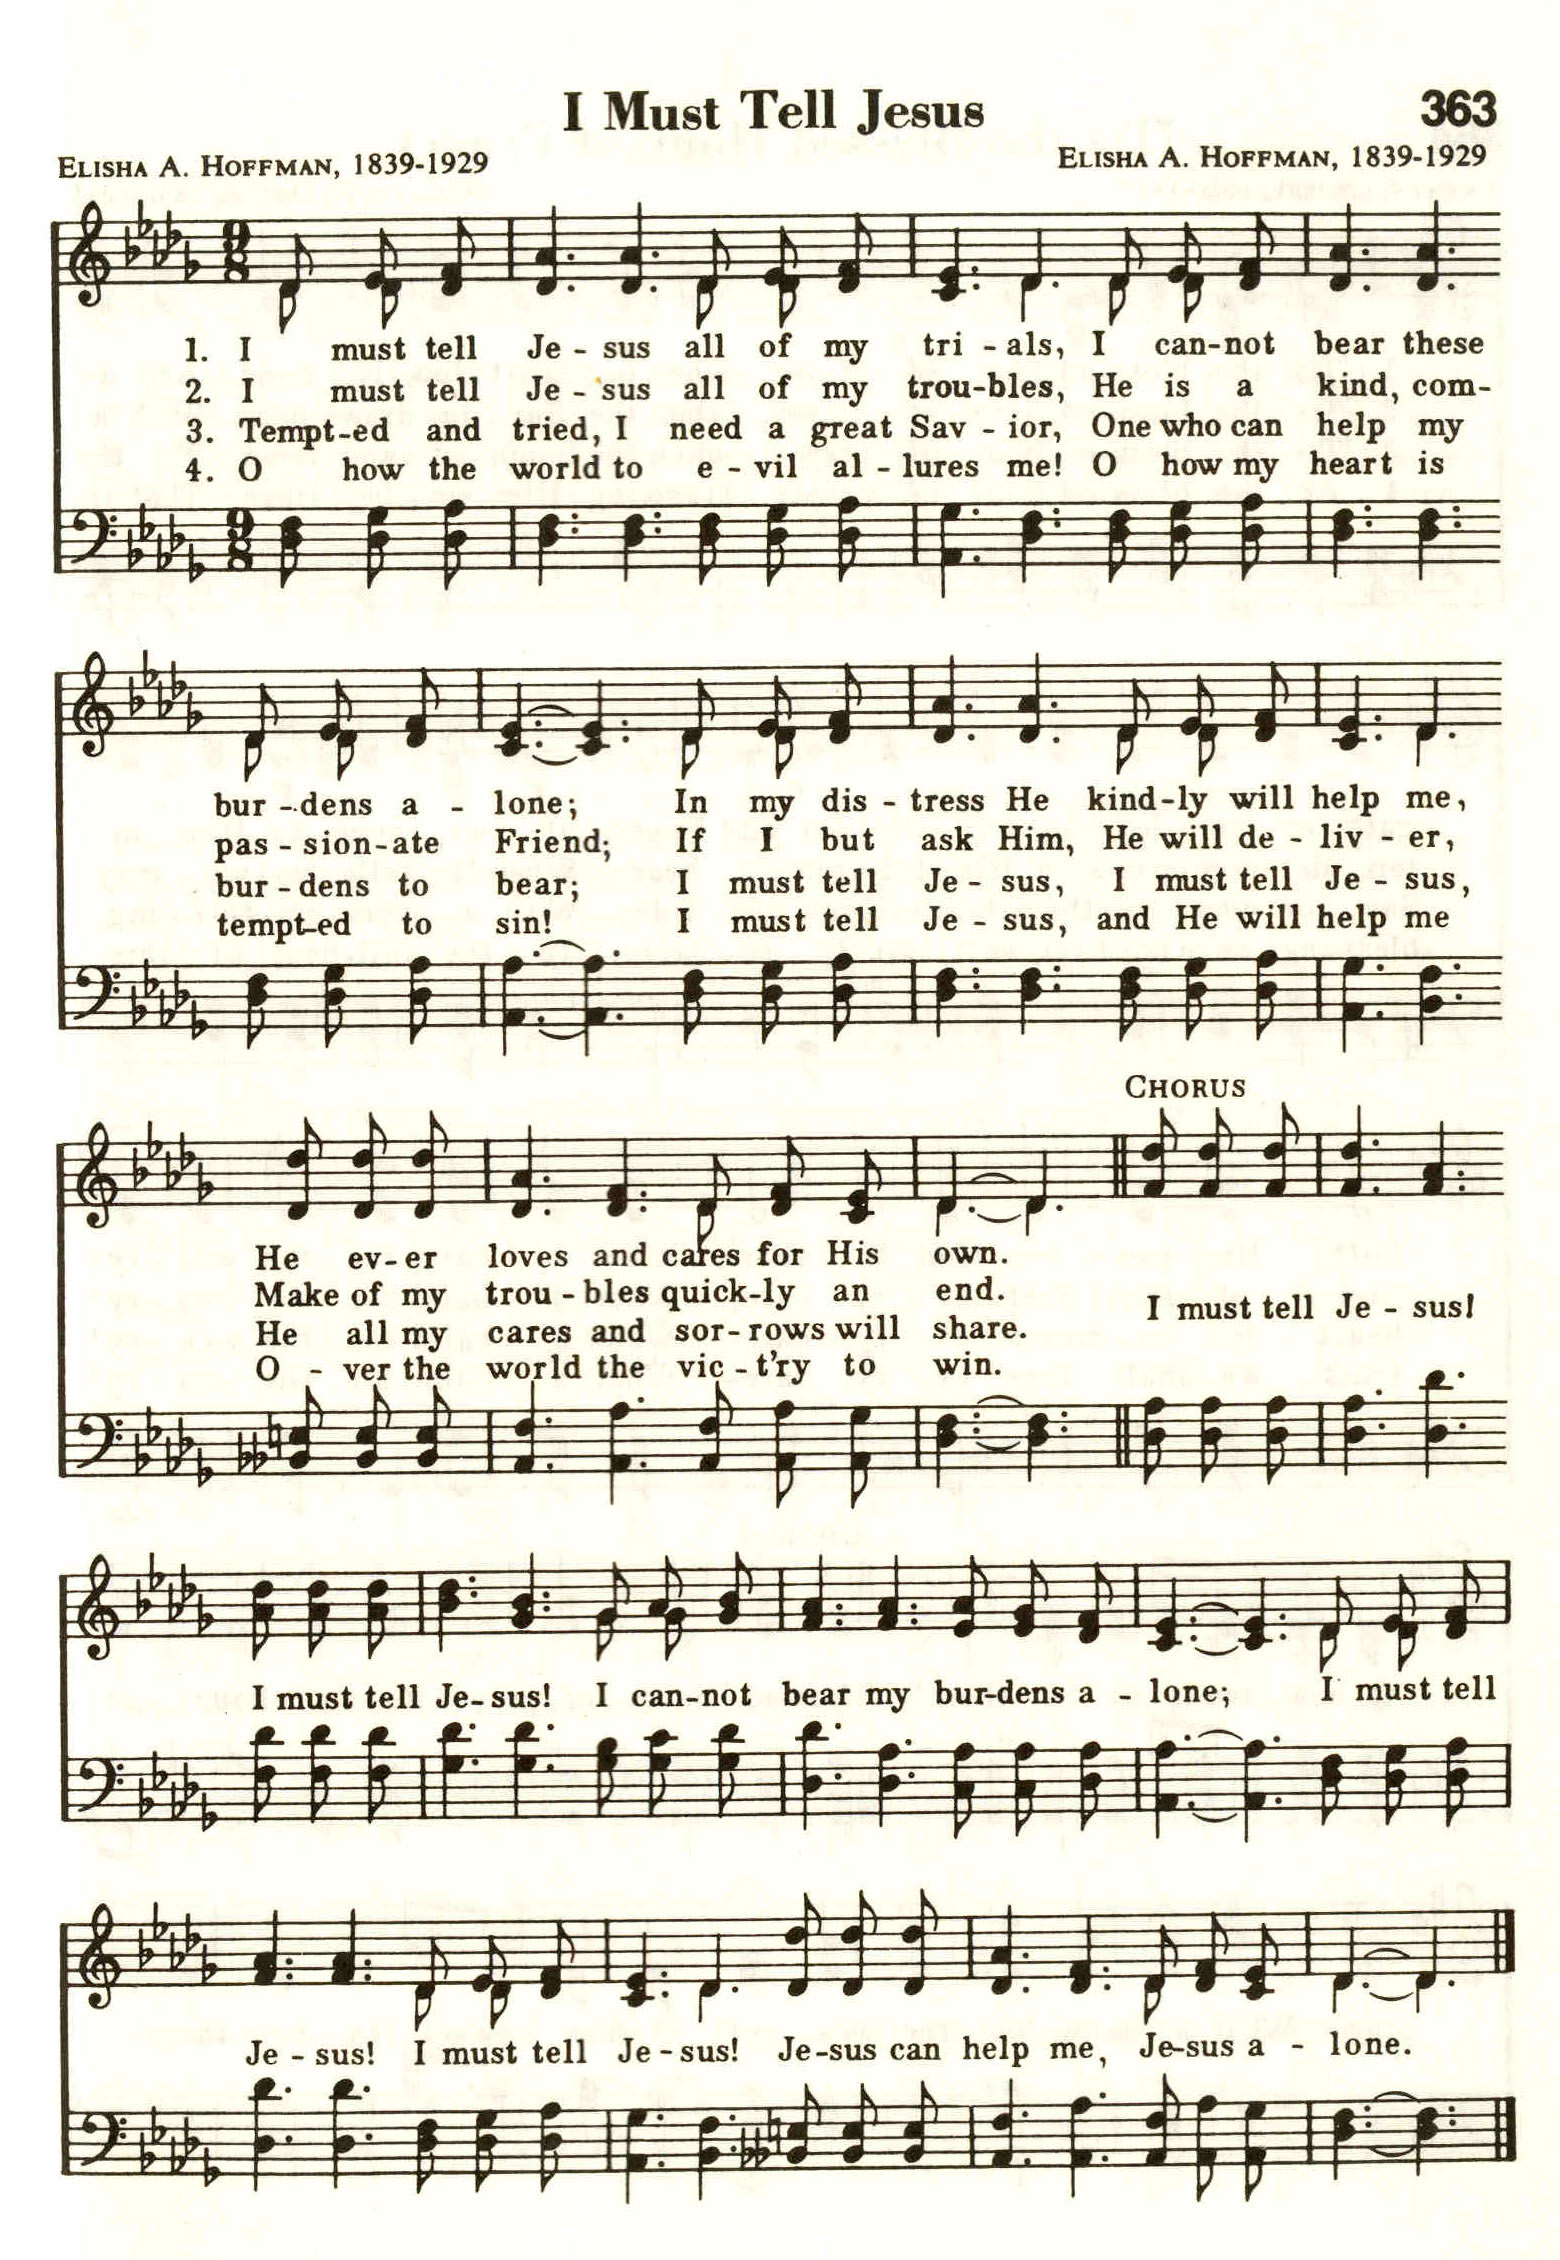 I Must Tell Jesus 363
ELISHA A. HOFFMAN, 1839-1929 ELISHA A. HOFFMAN, 1839-1929
9 8
1. I must tell Je - sus all of my tri - als, I can-not bear these
2. I must tell Je - sus all of my trou-bles, He is a kind, com-
3. Tempt-ed and tried, I need a great Sav - ior, One who can help my
4. O how the world to e - vil al - lures me! O how my heart is
9 8
bur - dens a - lone; In my dis - tress He kind-ly will help me,
pas - sion-ate Friend; If I but ask Him, He will de - liv - er,
bur - dens to bear; I must tell Je - sus, I must tell Je - sus,
tempt-ed to sin! I must tell Je - sus, and He will help me
CHORUS
He ev- er loves and cares for His own.
Make of my trou - bles quick-ly an end.
I must tell Je - sus!
He all my cares and sor- rows will share.
O - ver the world the vic - t'ry to win.
I must tell Je- sus! I can-not bear my bur-dens a - lone; I must tell
Je - sus! I must tell Je - sus! Je-sus can help me, Je-sus a - lone.